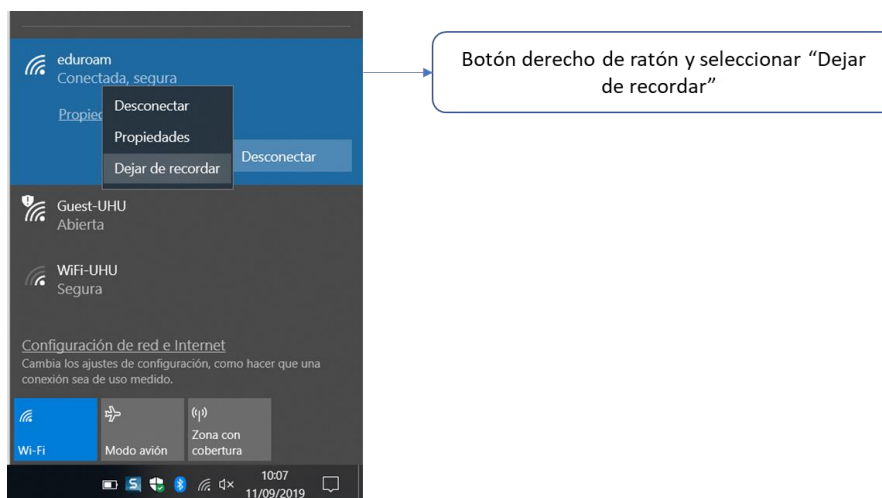 eduroam
Conectada, segura
Desconectar
Propiedades
Dejar de recordar
Desconectar
Guest-UHU
Abierta
WiFi-UHU
Segura
Configuración de red e Internet
Cambia los ajustes de configuración, como hacer que una
conexión sea de uso medido.
Wi-Fi
Modo avión
Zona con
cobertura
10:07
11/09/2019
Botón derecho de ratón y seleccionar “Dejar
de recordar”